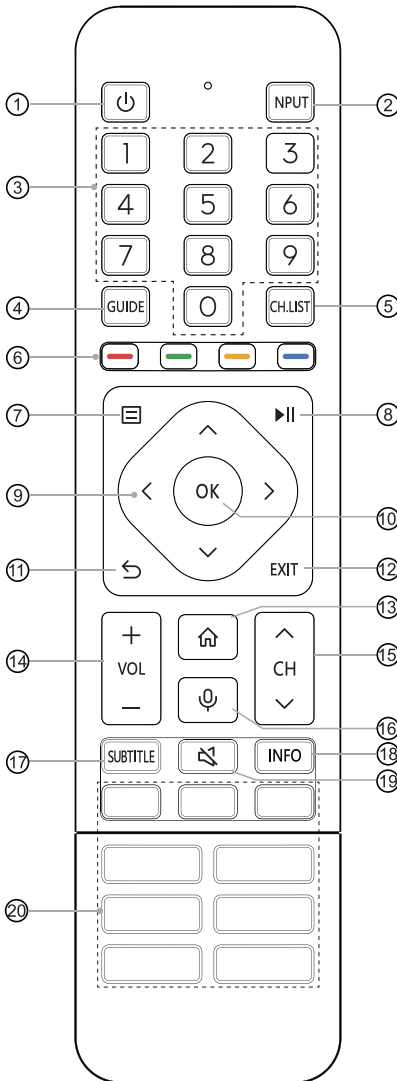 ① NPUT ②
1 2 3
③
4 5 6
7 8 9
④ GUIDE 0 CH.LIST ⑤
⑥
⑦ ⑧
⑨ OK
⑩
⑪ EXIT ⑫
⑬
+
⑭ VOL CH ⑮
−
⑯
⑰ SUBTITLE INFO ⑱
⑲
⑳